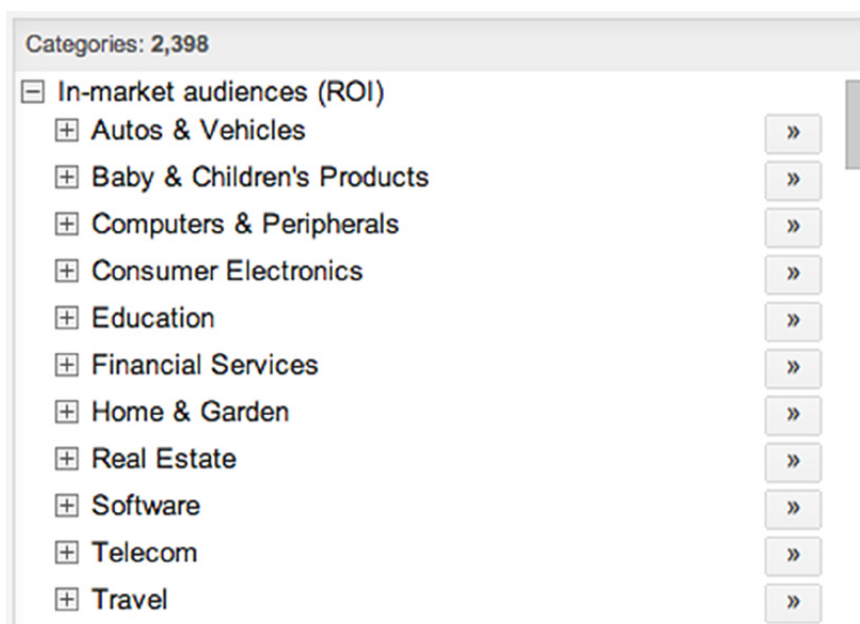 Categories: 2,398
In-market audiences (ROI)
Autos & Vehicles »
Baby & Children's Products »
Computers & Peripherals »
Consumer Electronics »
Education »
Financial Services »
Home & Garden »
Real Estate »
Software »
Telecom »
Travel »